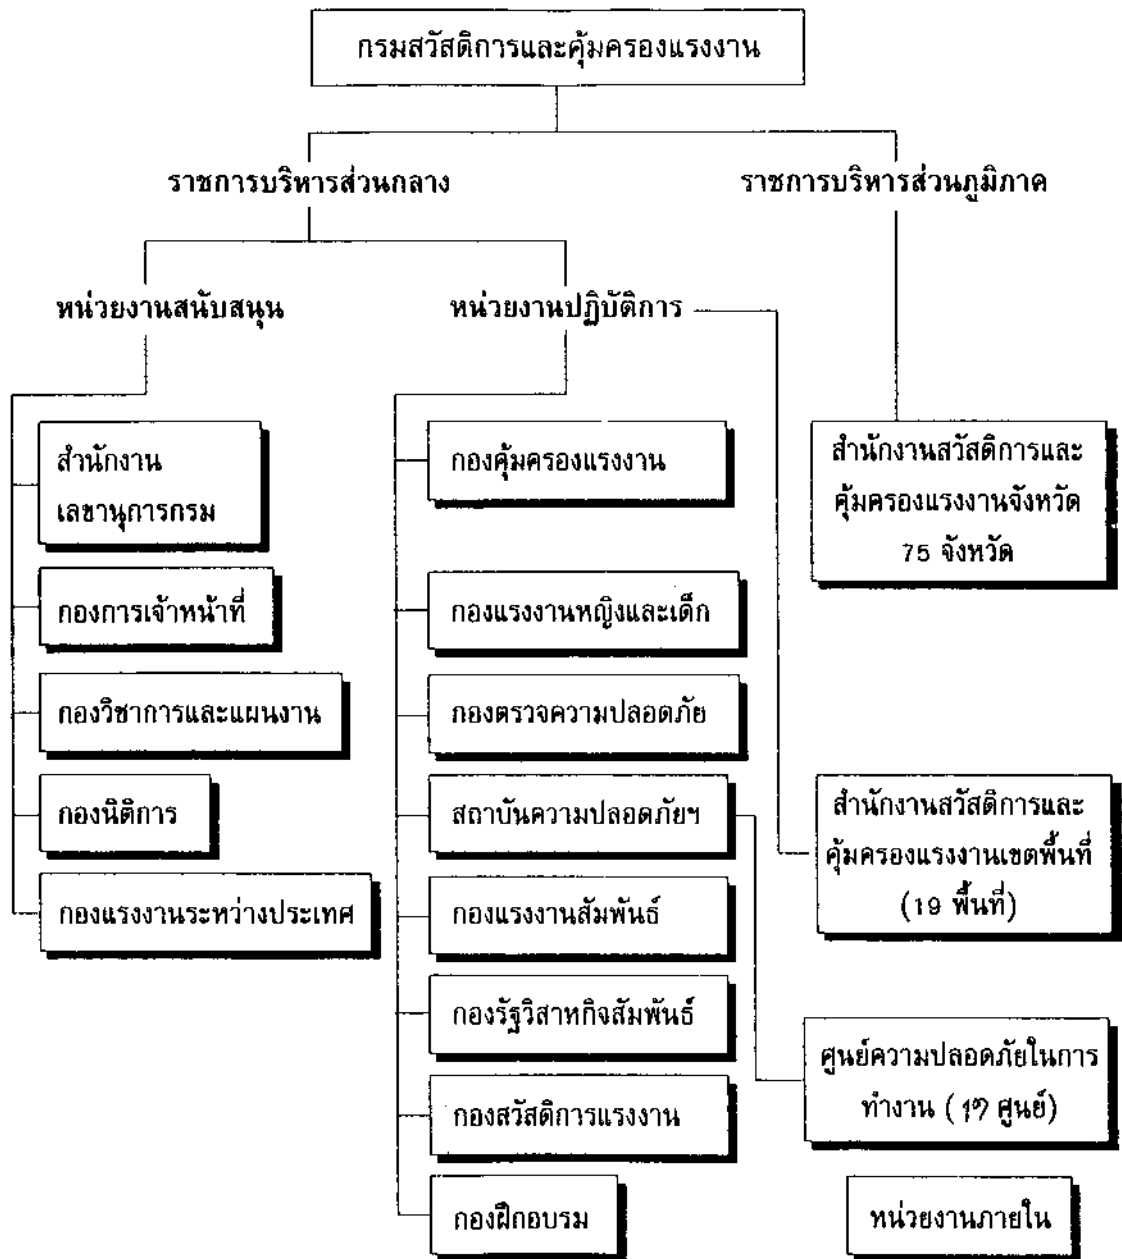 กรมสวัสดิการและคุ้มครองแรงงาน
ราชการบริหารส่วนกลาง
ราชการบริหารส่วนภูมิภาค
หน่วยงานสนับสนุน
หน่วยงานปฏิบัติการ
สำนักงาน
เลขานุการกรม
กองการเจ้าหน้าที่
กองวิชาการและแผนงาน
กองนิติการ
กองแรงงานระหว่างประเทศ
กองคุ้มครองแรงงาน
กองแรงงานหญิงและเด็ก
กองตรวจความปลอดภัย
สถาบันความปลอดภัยฯ
กองแรงงานสัมพันธ์
กองรัฐวิสาหกิจสัมพันธ์
กองสวัสดิการแรงงาน
กองฝึกอบรม
สำนักงานสวัสดิการและ
คุ้มครองแรงงานจังหวัด
75 จังหวัด
สำนักงานสวัสดิการและ
คุ้มครองแรงงานเขตพื้นที่
(19 พื้นที่)
ศูนย์ความปลอดภัยในการ
ทำงาน ( ศูนย์)
หน่วยงานภายใน